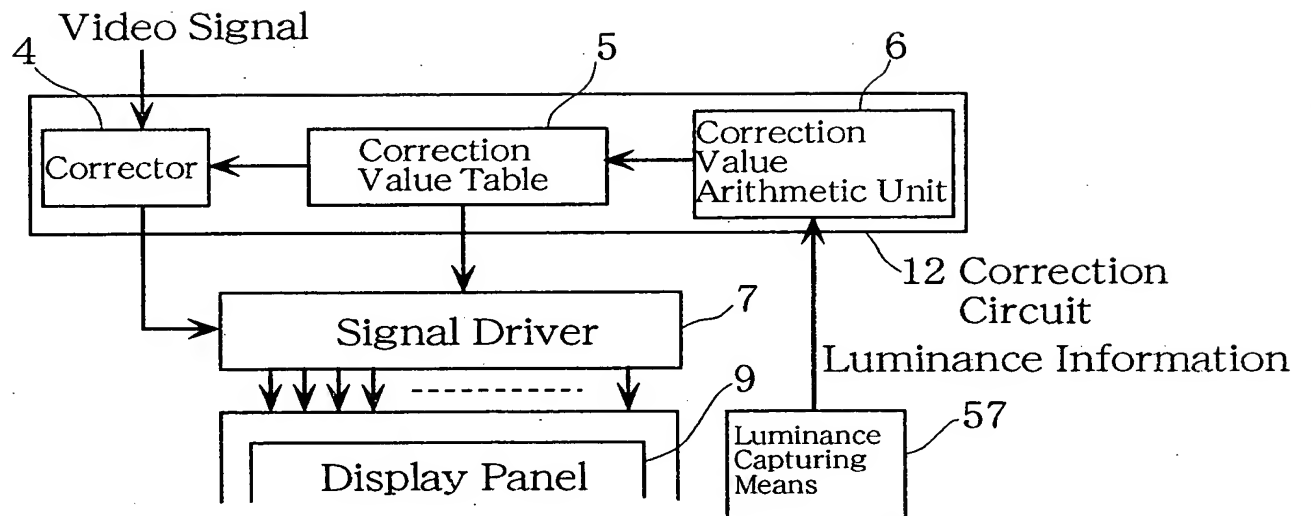 Video Signal
4
5
6
Corrector
Correction
Value Table
Correction
Value
Arithmetic Unit
12 Correction
Circuit
Signal Driver
7
Luminance Information
9
Display Panel
Luminance
Capturing
Means
57